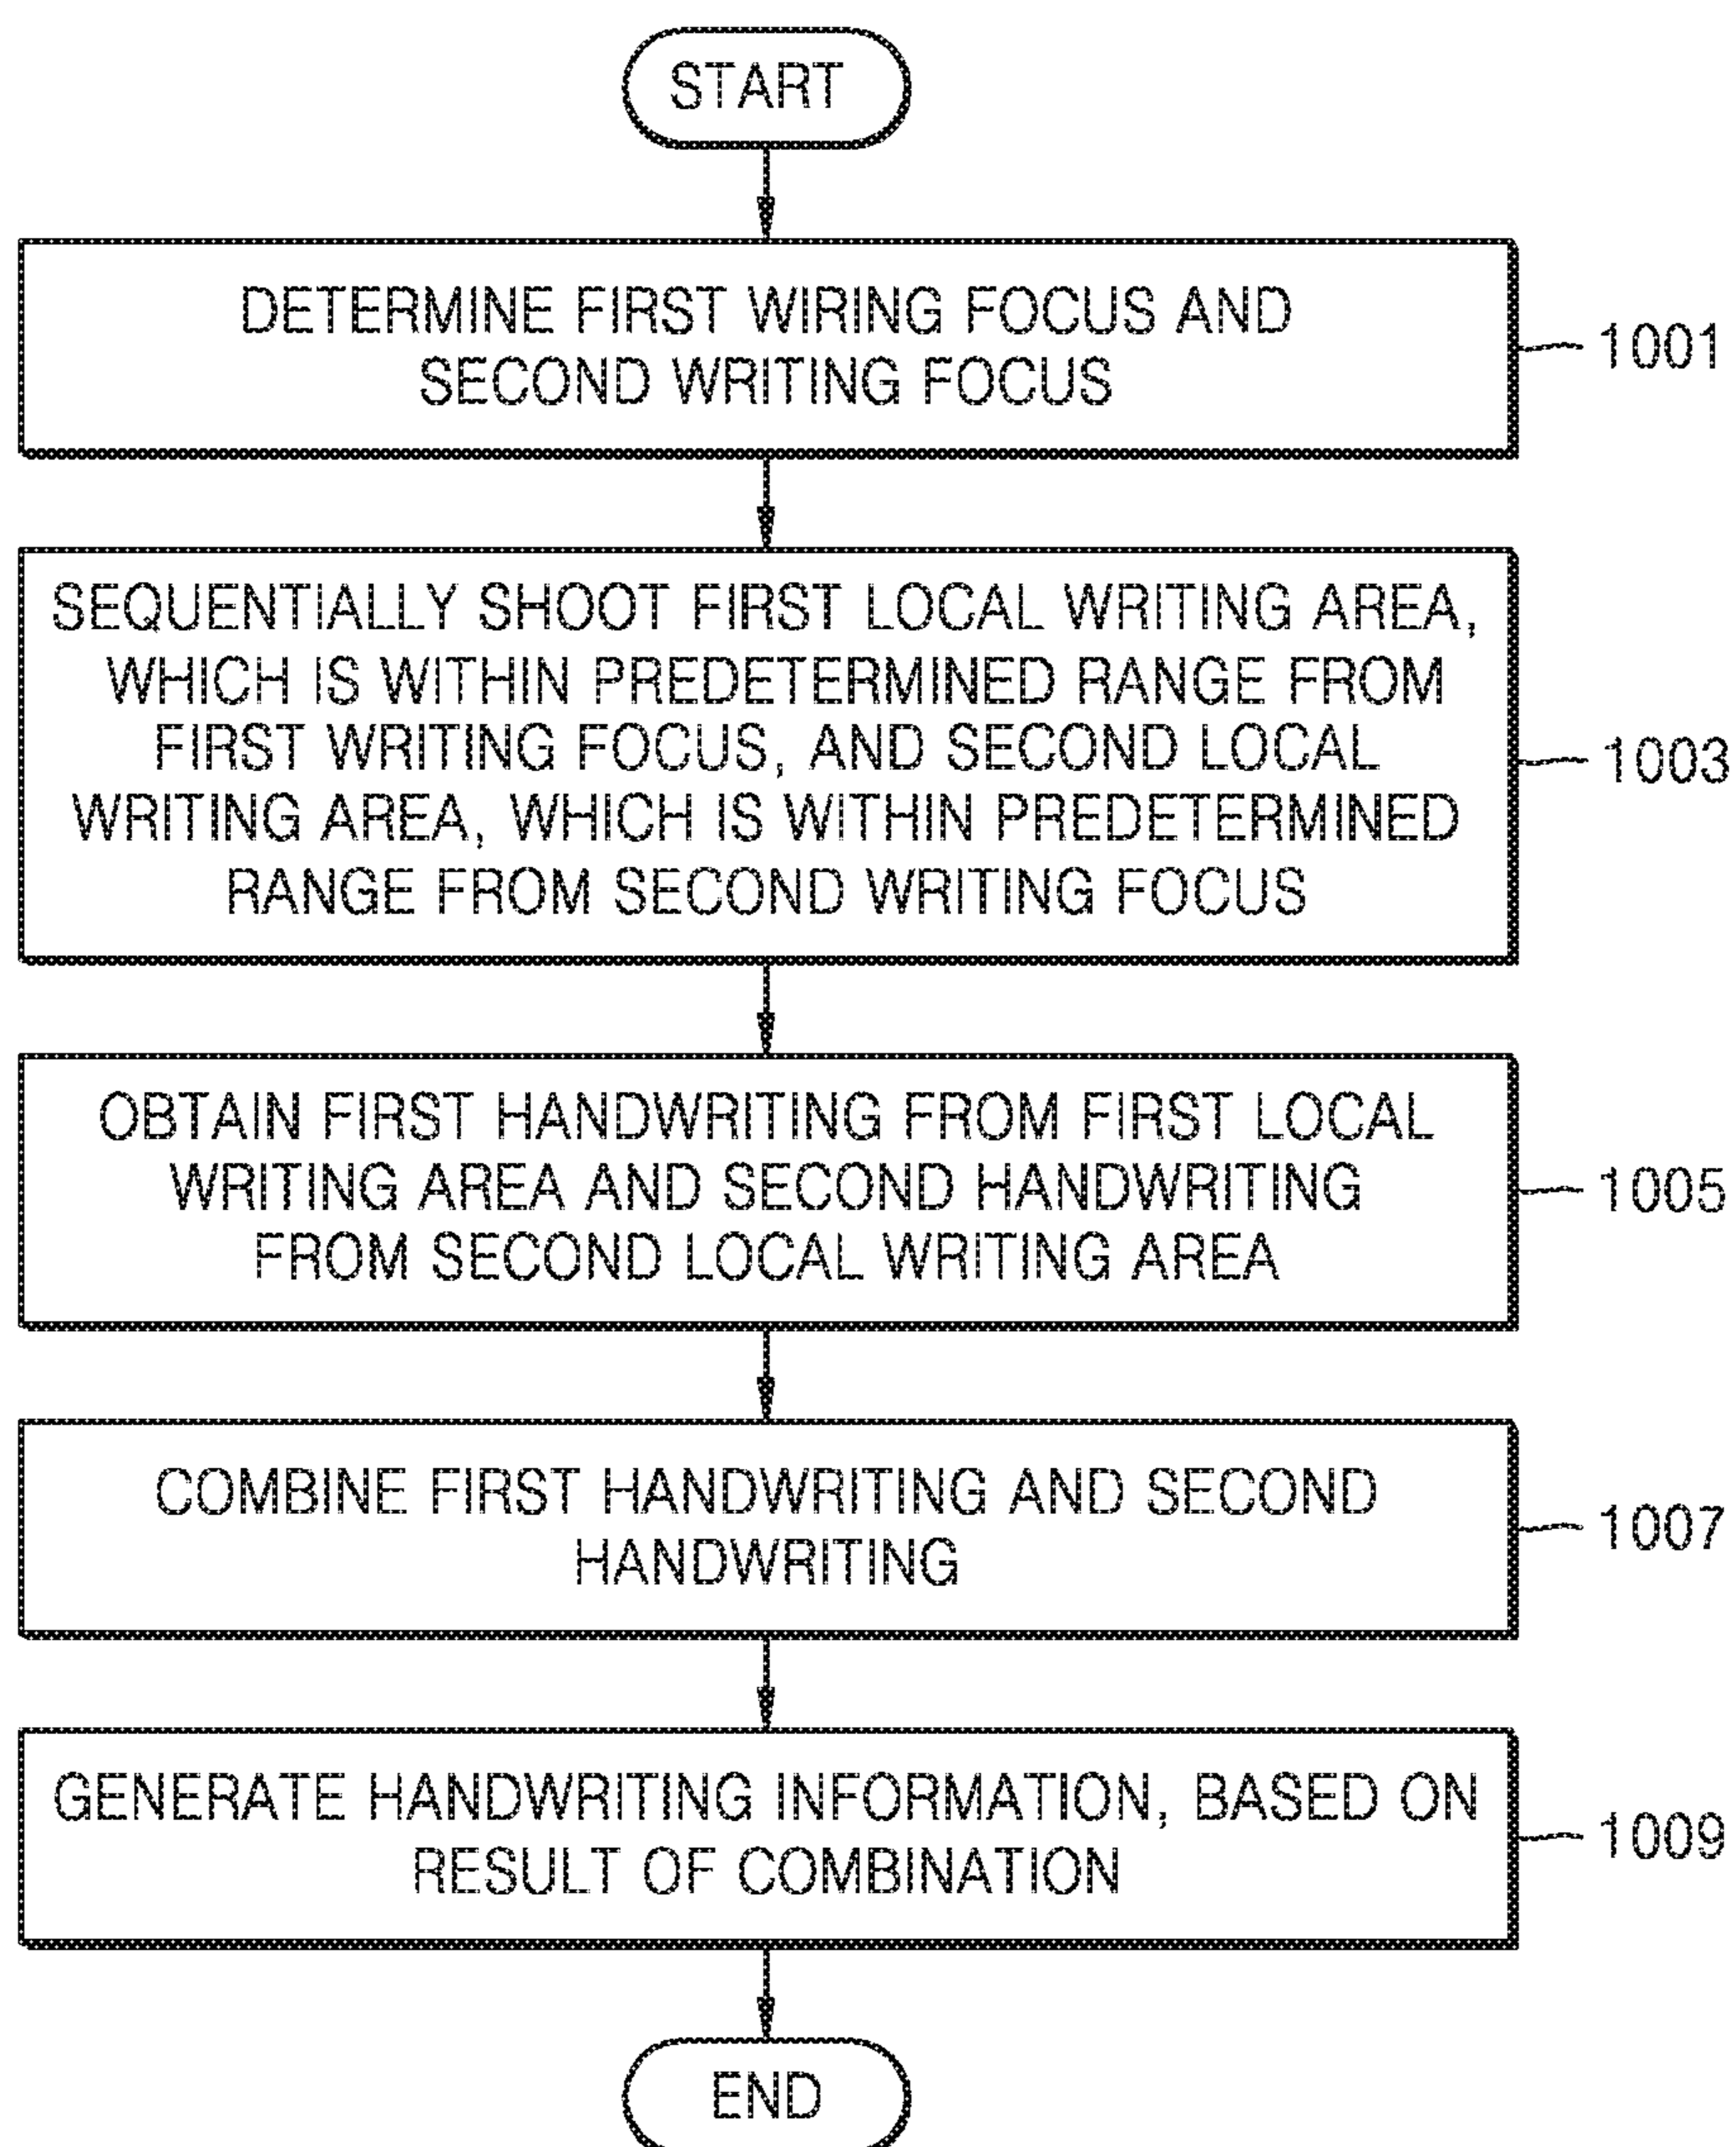 START
DETERMINE FIRST WIRING FOCUS AND
SECOND WRITING FOCUS
1001
SEQUENTIALLY SHOOT FIRST LOCAL WRITING AREA,
WHICH IS WITHIN PREDETERMINED RANGE FROM
FIRST WRITING FOCUS, AND SECOND LOCAL
WRITING AREA, WHICH IS WITHIN PREDETERMINED
RANGE FROM SECOND WRITING FOCUS
1003
OBTAIN FIRST HANDWRITING FROM FIRST LOCAL
WRITING AREA AND SECOND HANDWRITING
FROM SECOND LOCAL WRITING AREA
1005
COMBINE FIRST HANDWRITING AND SECOND
HANDWRITING
1007
GENERATE HANDWRITING INFORMATION, BASED ON
RESULT OF COMBINATION
1009
END